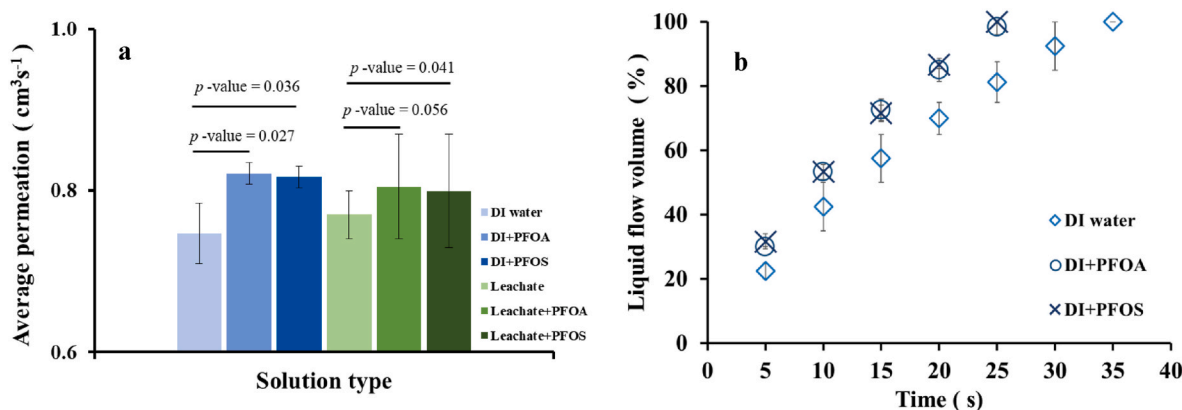 a
Average permeation ( cm³s⁻¹)
1.0
0.8
0.6
p -value = 0.036
p -value = 0.027
p -value = 0.041
p -value = 0.056
DI water
DI+PFOA
DI+PFOS
Leachate
Leachate+PFOA
Leachate+PFOS
Solution type
b
Liquid flow volume ( %)
100
80
60
40
20
0
DI water
DI+PFOA
DI+PFOS
0 5 10 15 20 25 30 35 40
Time ( s)